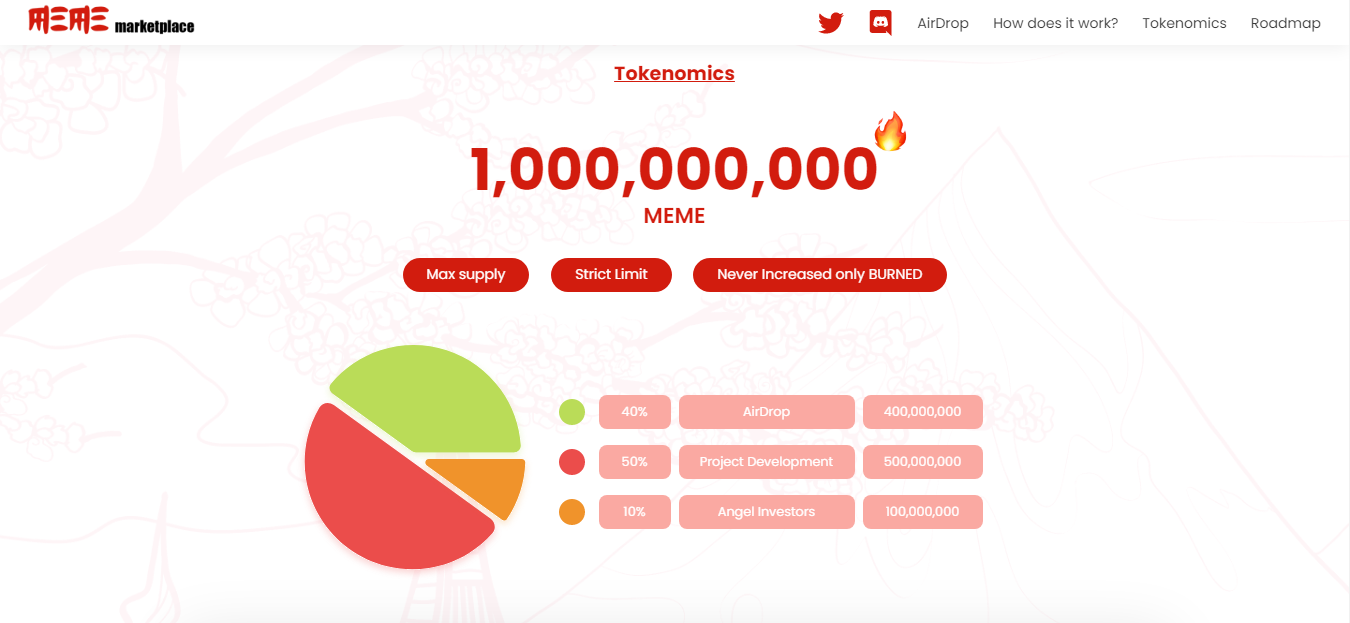 MEME marketplace
AirDrop How does it work? Tokenomics Roadmap
Tokenomics
1,000,000,000
MEME
Max supply Strict Limit Never Increased only BURNED
40% AirDrop 400,000,000
50% Project Development 500,000,000
10% Angel Investors 100,000,000